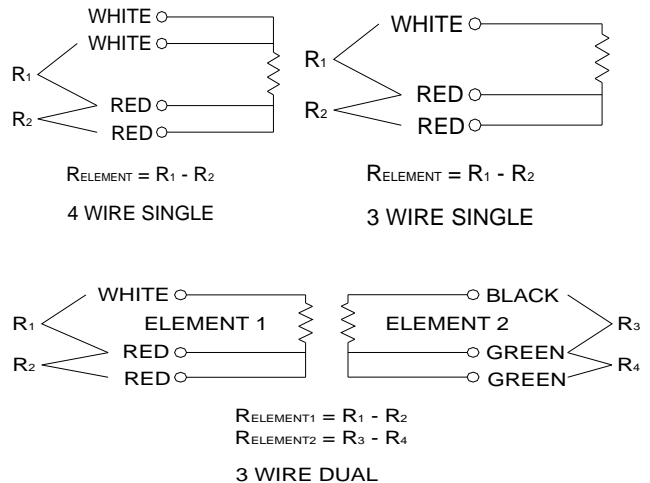 WHITE
WHITE
R₁
RED
R₂
RED
RELEMENT = R₁ - R₂
4 WIRE SINGLE
WHITE
R₁
RED
R₂
RED
RELEMENT = R₁ - R₂
3 WIRE SINGLE
WHITE
R₁
ELEMENT 1
RED
R₂
RED
BLACK
ELEMENT 2
R₃
GREEN
R₄
GREEN
RELEMENT1 = R₁ - R₂
RELEMENT2 = R₃ - R₄
3 WIRE DUAL